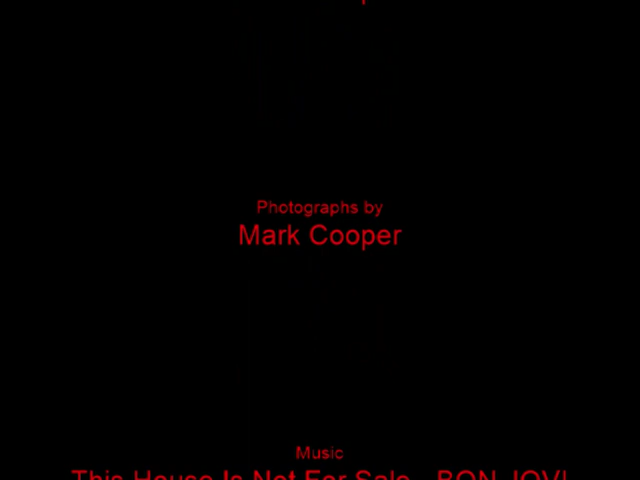 Photographs by
Mark Cooper
Music
This House Is Not For Sale - BON JOVI